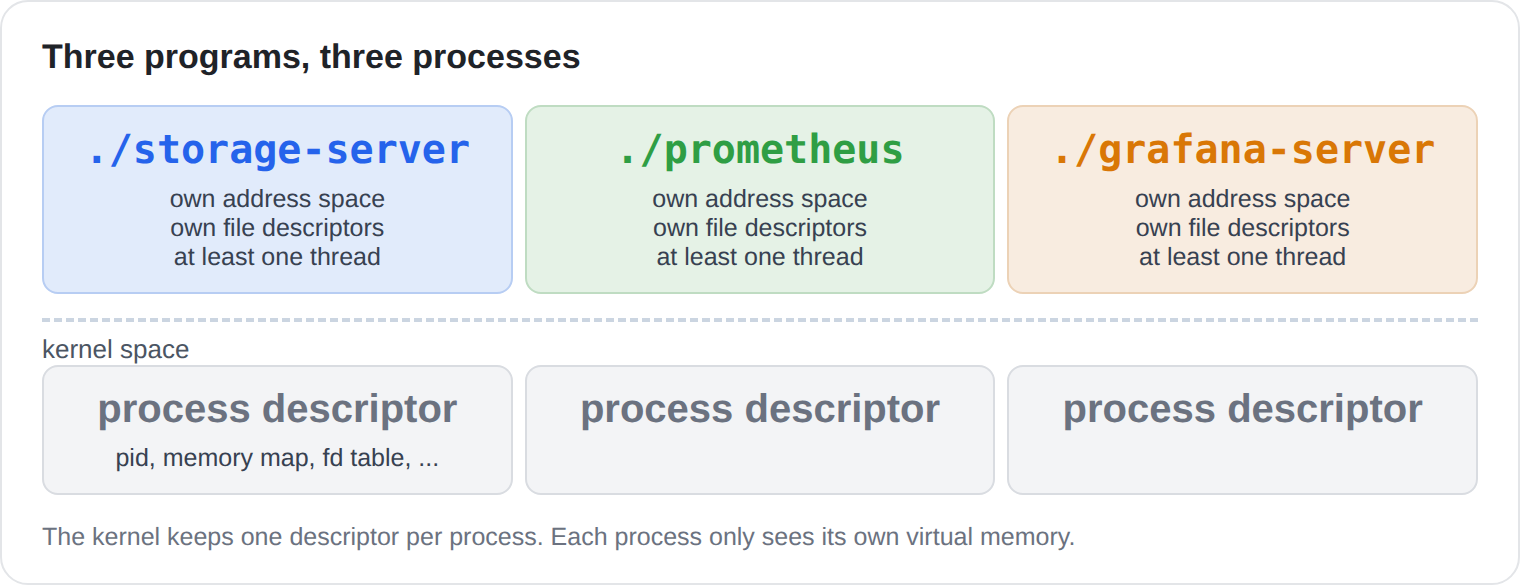 Three programs, three processes
./storage-server
own address space
own file descriptors
at least one thread
./prometheus
own address space
own file descriptors
at least one thread
./grafana-server
own address space
own file descriptors
at least one thread
kernel space
process descriptor
pid, memory map, fd table, ...
process descriptor
process descriptor
The kernel keeps one descriptor per process. Each process only sees its own virtual memory.